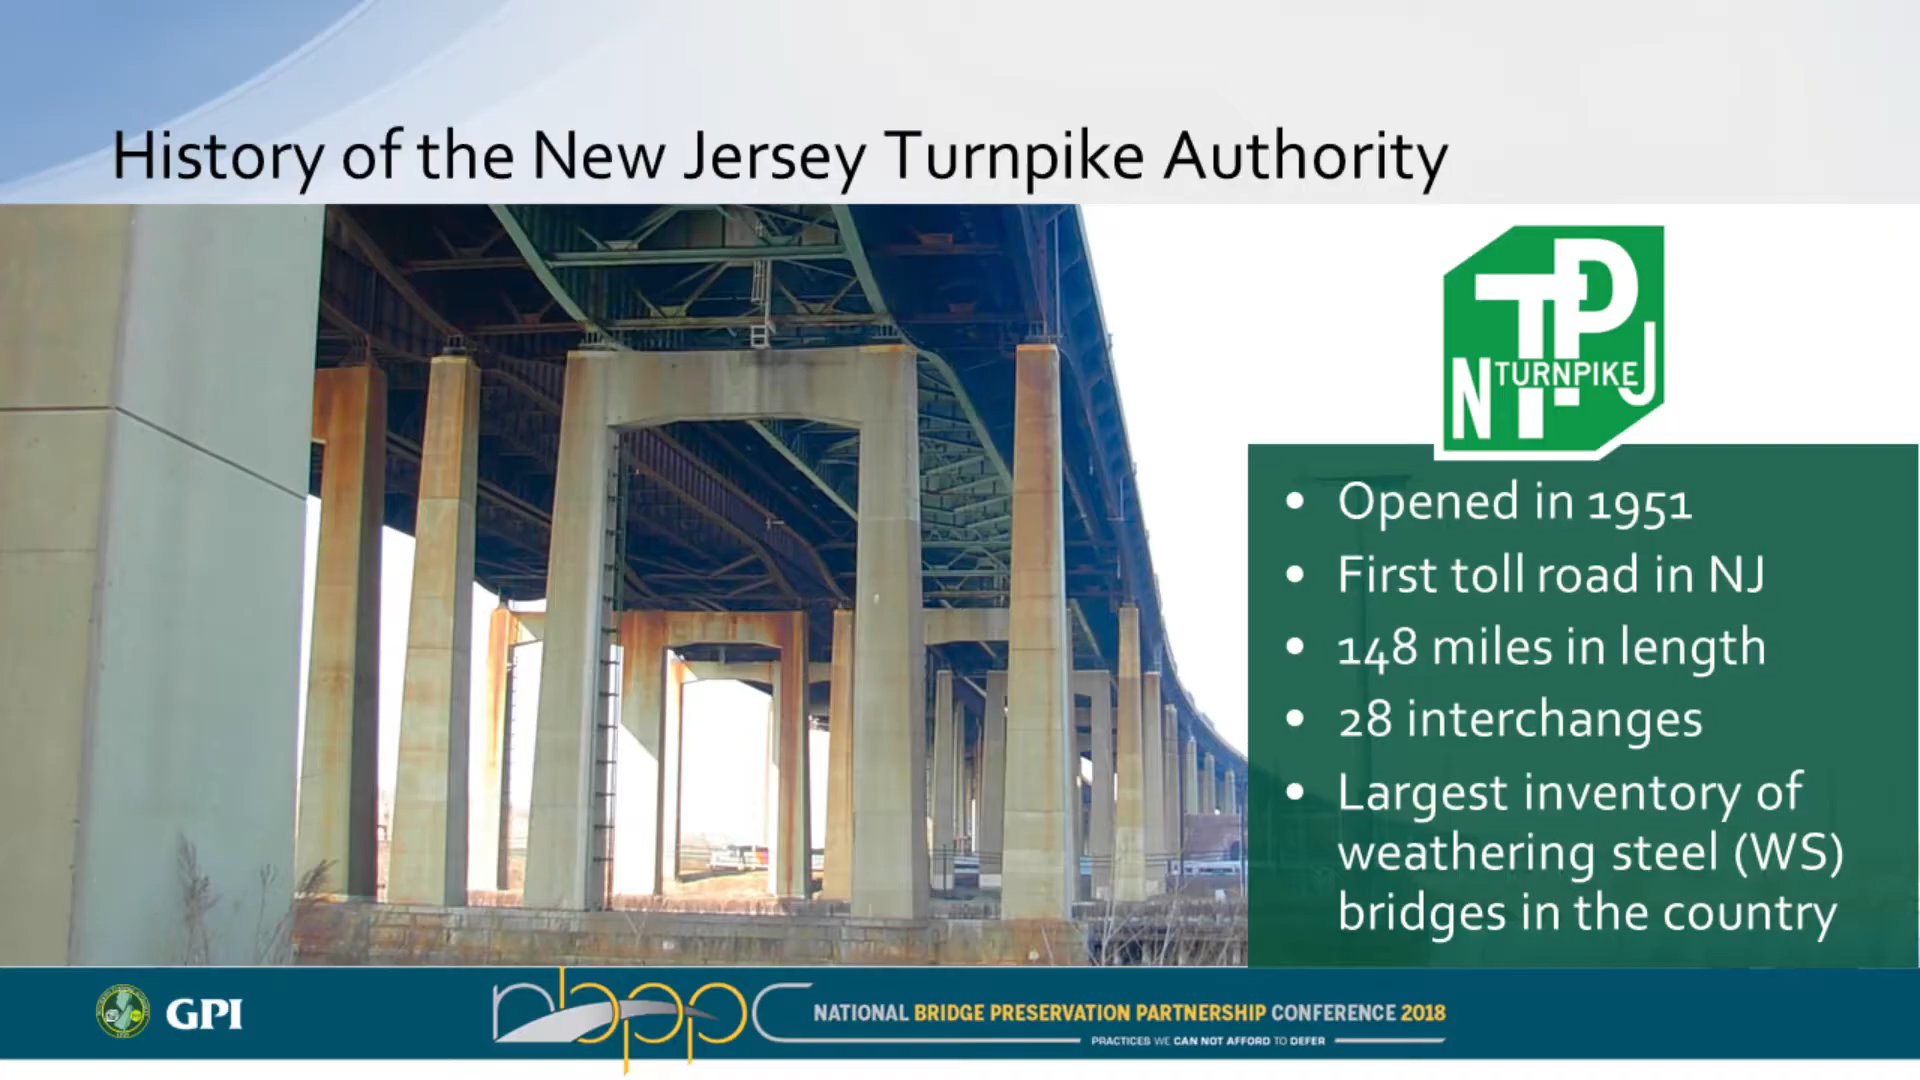 History of the New Jersey Turnpike Authority
TP
N TURNPIKE J
• Opened in 1951
• First toll road in NJ
• 148 miles in length
• 28 interchanges
• Largest inventory of
weathering steel (WS)
bridges in the country
GPI
nbppc
NATIONAL BRIDGE PRESERVATION PARTNERSHIP CONFERENCE 2018
PRACTICES WE CAN NOT AFFORD TO DEFER